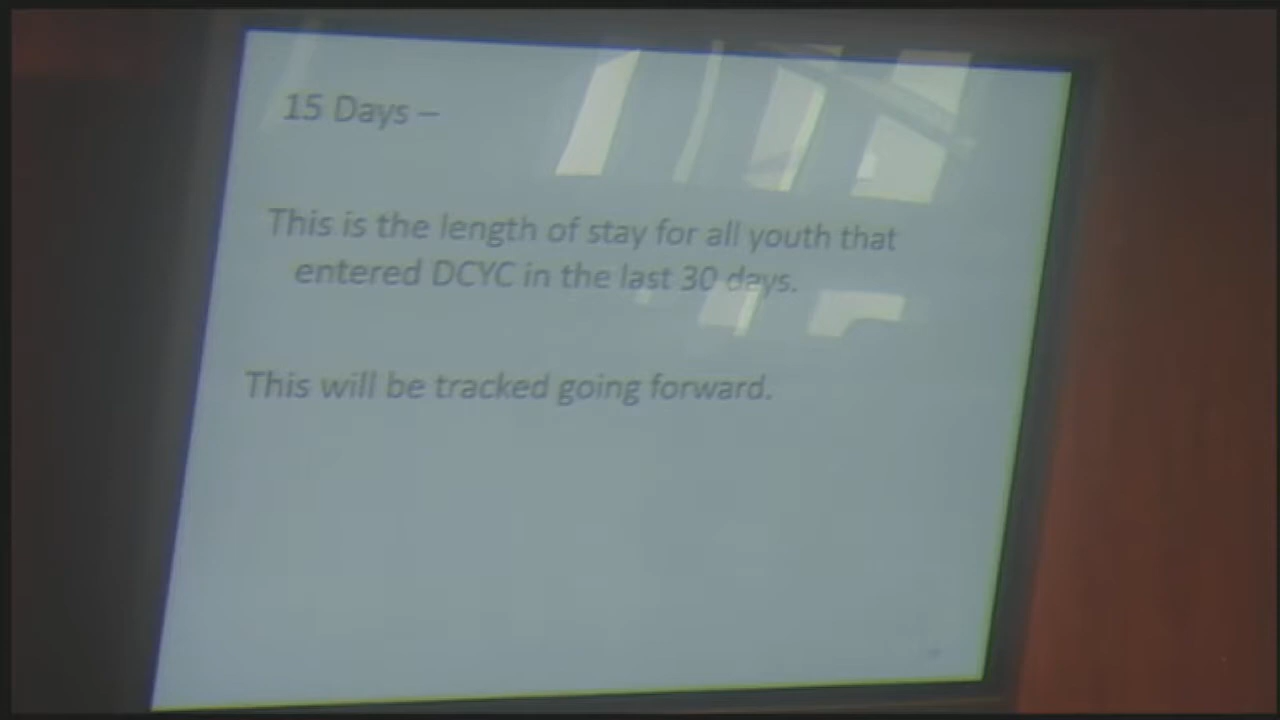 15 Days –
This is the length of stay for all youth that
entered DCYC in the last 30 days.
This will be tracked going forward.